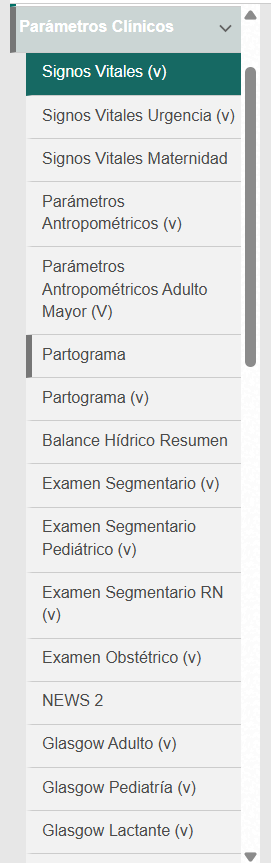 Parámetros Clínicos
Signos Vitales (v)
Signos Vitales Urgencia (v)
Signos Vitales Maternidad
Parámetros
Antropométricos (v)
Parámetros
Antropométricos Adulto
Mayor (V)
Partograma
Partograma (v)
Balance Hídrico Resumen
Examen Segmentario (v)
Examen Segmentario
Pediátrico (v)
Examen Segmentario RN
(v)
Examen Obstétrico (v)
NEWS 2
Glasgow Adulto (v)
Glasgow Pediatría (v)
Glasgow Lactante (v)